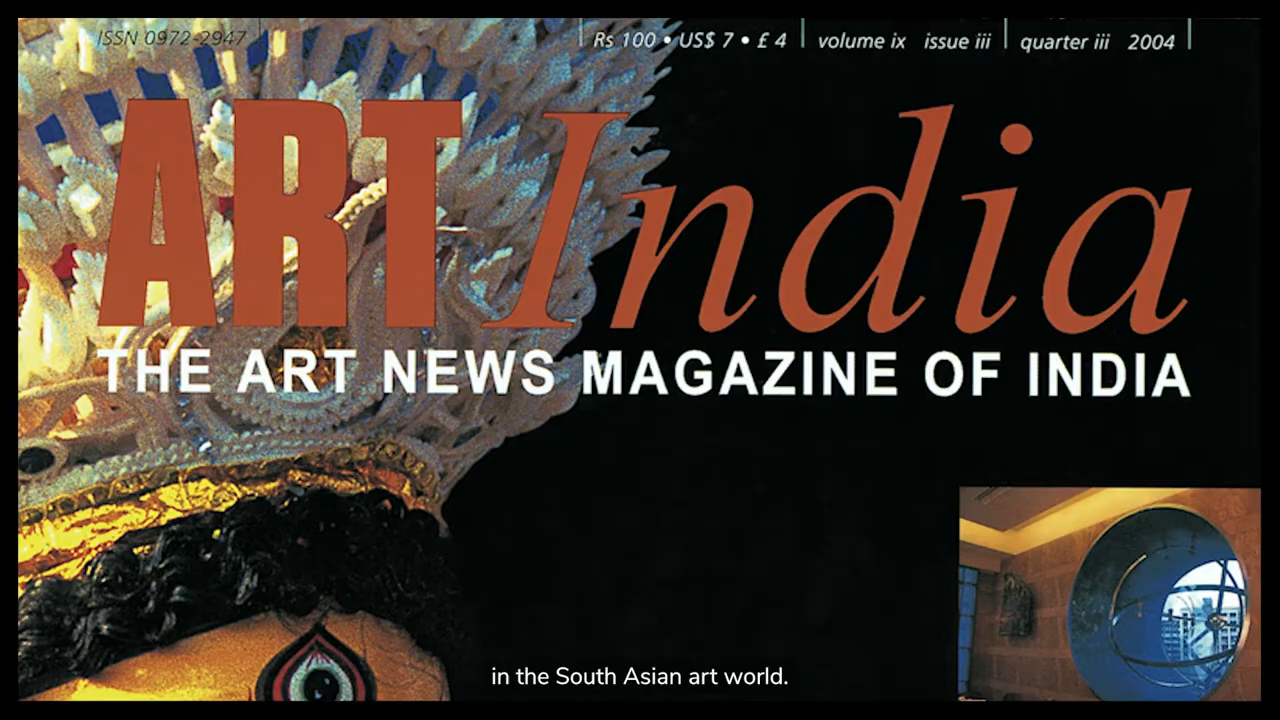 ISSN 0972-2947 Rs 100 • US$ 7 • £ 4 volume ix issue iii quarter iii 2004
ART India
THE ART NEWS MAGAZINE OF INDIA
in the South Asian art world.